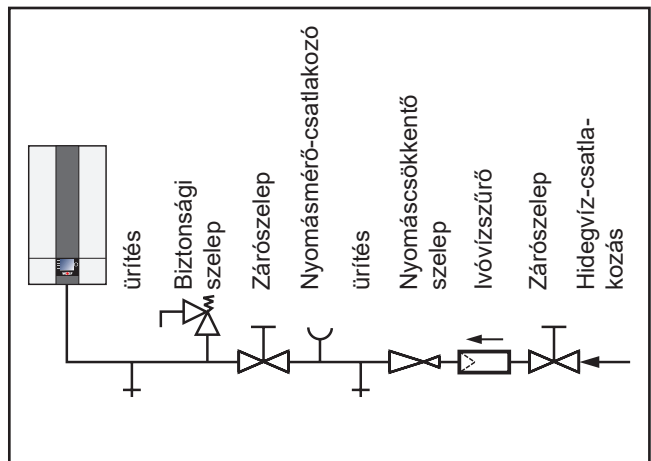 ürítés
Biztonsági
szelep
Zárószelep
Nyomásmérő-csatlakozó
ürítés
Nyomáscsökkentő
szelep
Ivóvízszűrő
Zárószelep
Hidegvíz-csatla-
kozás